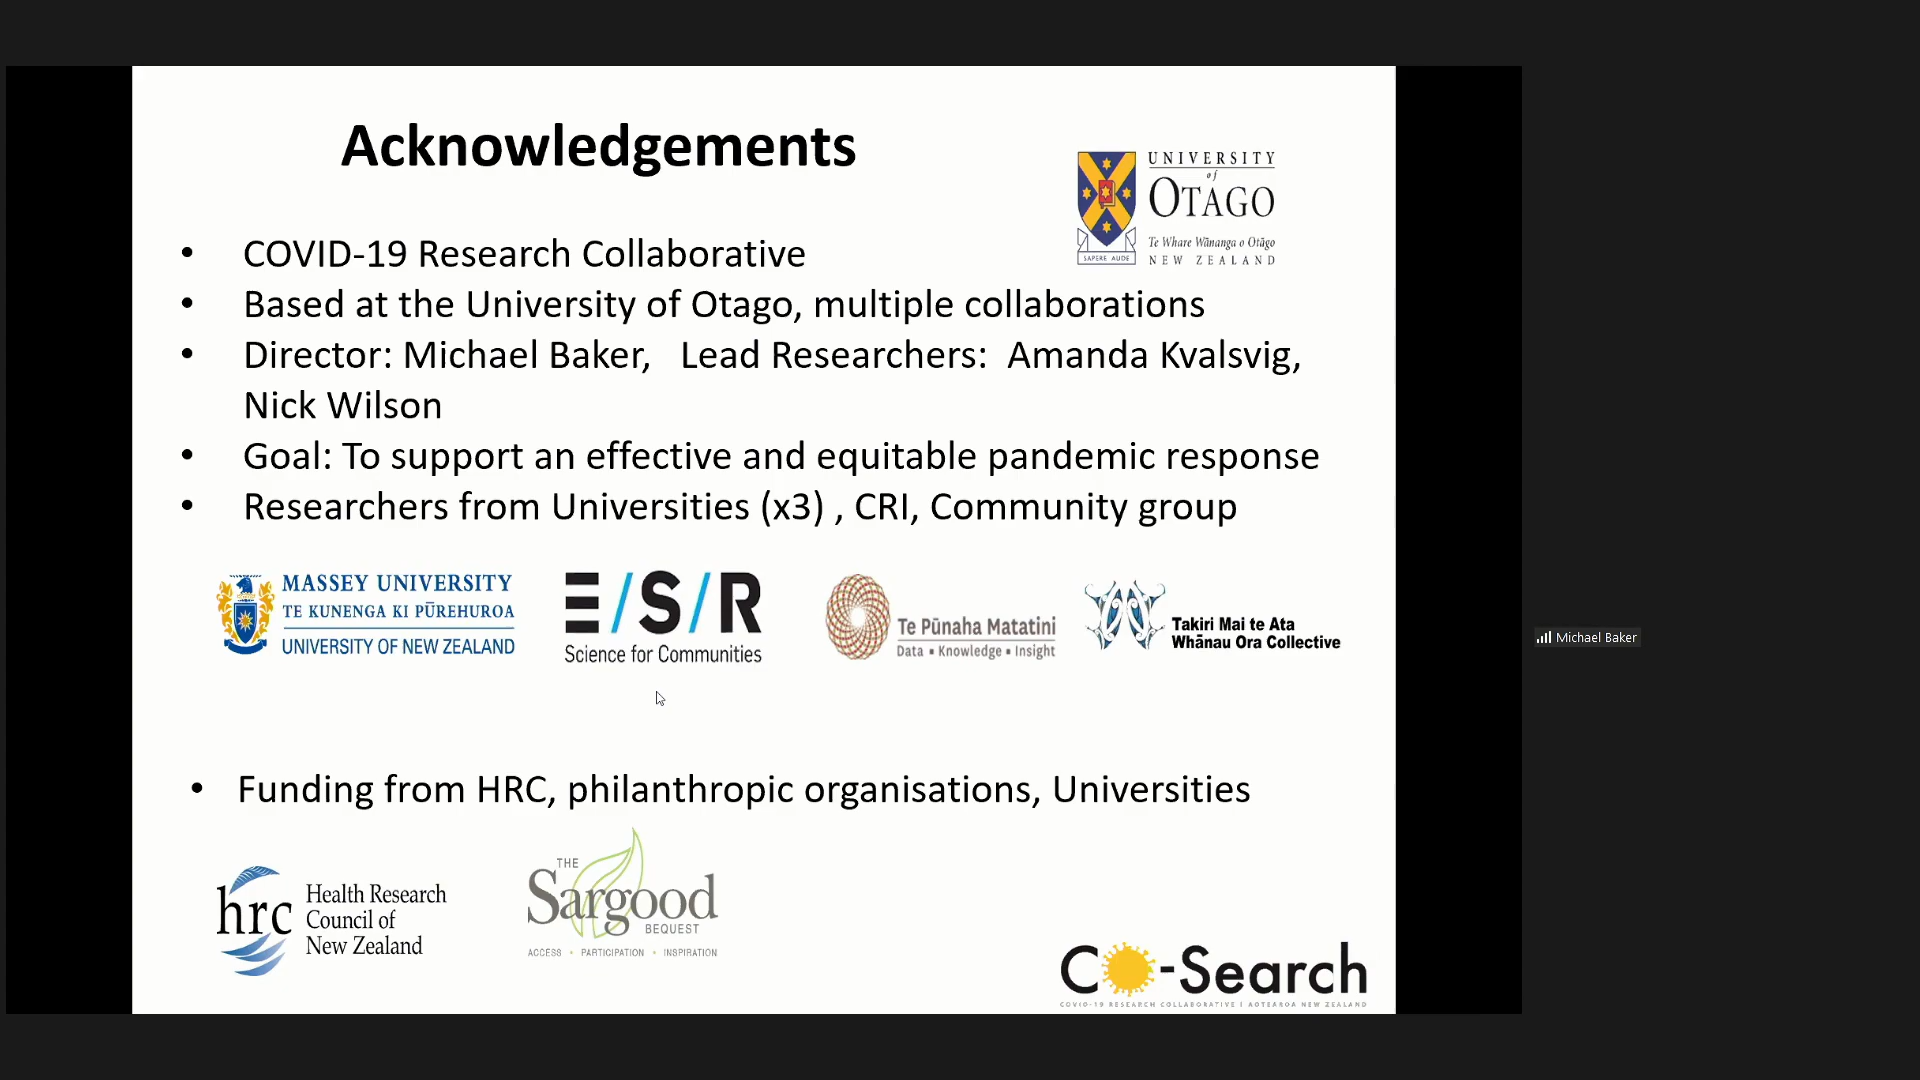 Acknowledgements
UNIVERSITY
of
OTAGO
Te Whare Wānanga o Otāgo
NEW ZEALAND
SAPERE AUDE
• COVID-19 Research Collaborative
• Based at the University of Otago, multiple collaborations
• Director: Michael Baker, Lead Researchers: Amanda Kvalsvig,
Nick Wilson
• Goal: To support an effective and equitable pandemic response
• Researchers from Universities (x3) , CRI, Community group
MASSEY UNIVERSITY
TE KUNENGA KI PŪREHUROA
UNIVERSITY OF NEW ZEALAND
E/S/R
Science for Communities
Te Pūnaha Matatini
Data ▪ Knowledge ▪ Insight
Takiri Mai te Ata
Whānau Ora Collective
Michael Baker
• Funding from HRC, philanthropic organisations, Universities
hrc
Health Research
Council of
New Zealand
THE
Sargood
BEQUEST
ACCESS • PARTICIPATION • INSPIRATION
CO-Search
COVID-19 RESEARCH COLLABORATIVE | AOTEAROA NEW ZEALAND